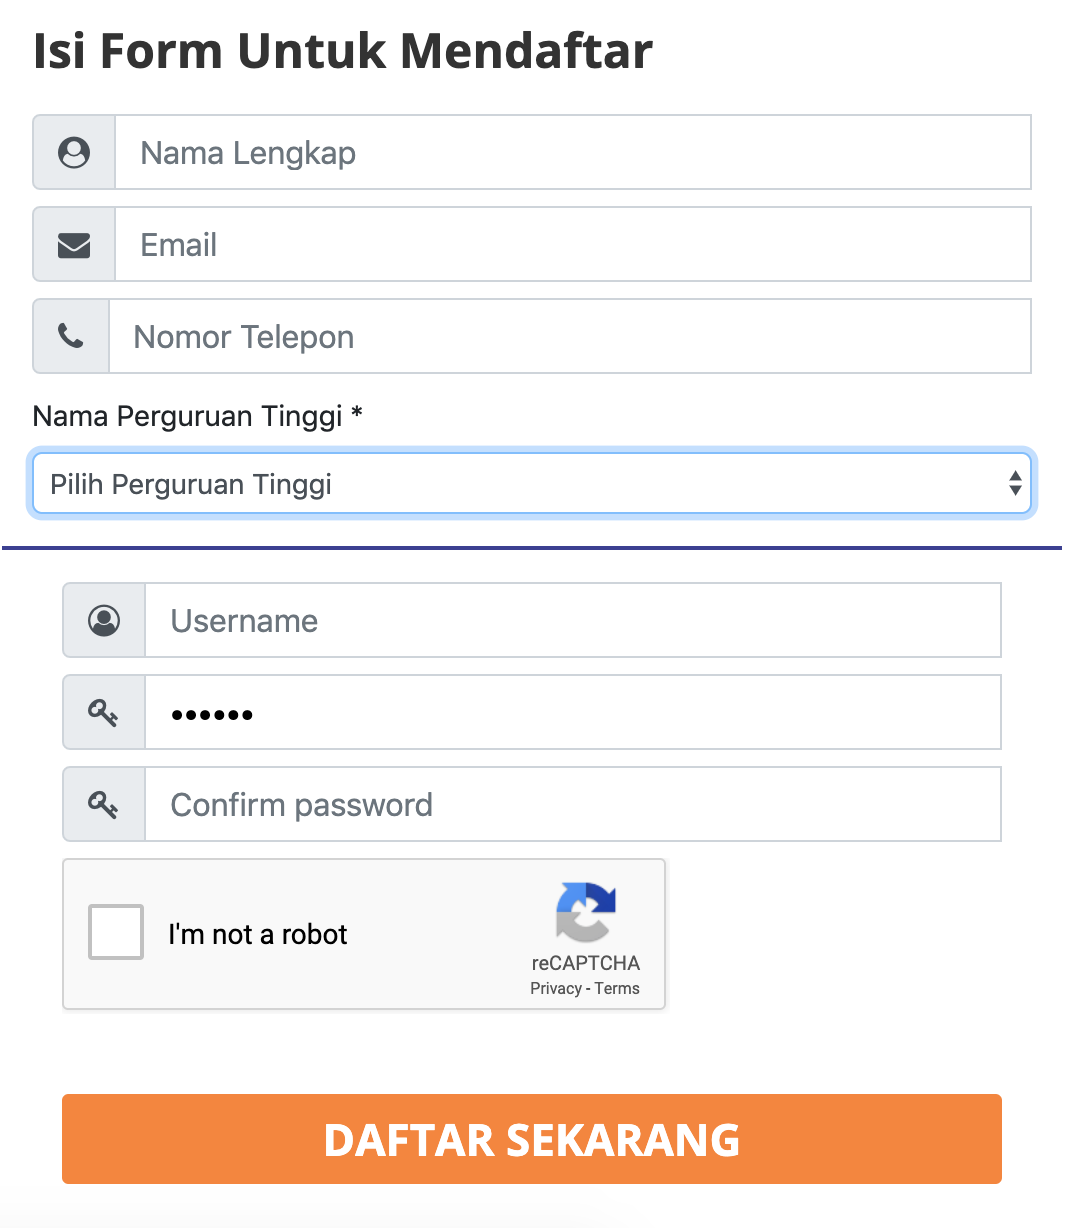 Isi Form Untuk Mendaftar
Nama Lengkap
Email
Nomor Telepon
Nama Perguruan Tinggi *
Pilih Perguruan Tinggi
Username
••••••
Confirm password
I'm not a robot
reCAPTCHA
Privacy - Terms
DAFTAR SEKARANG